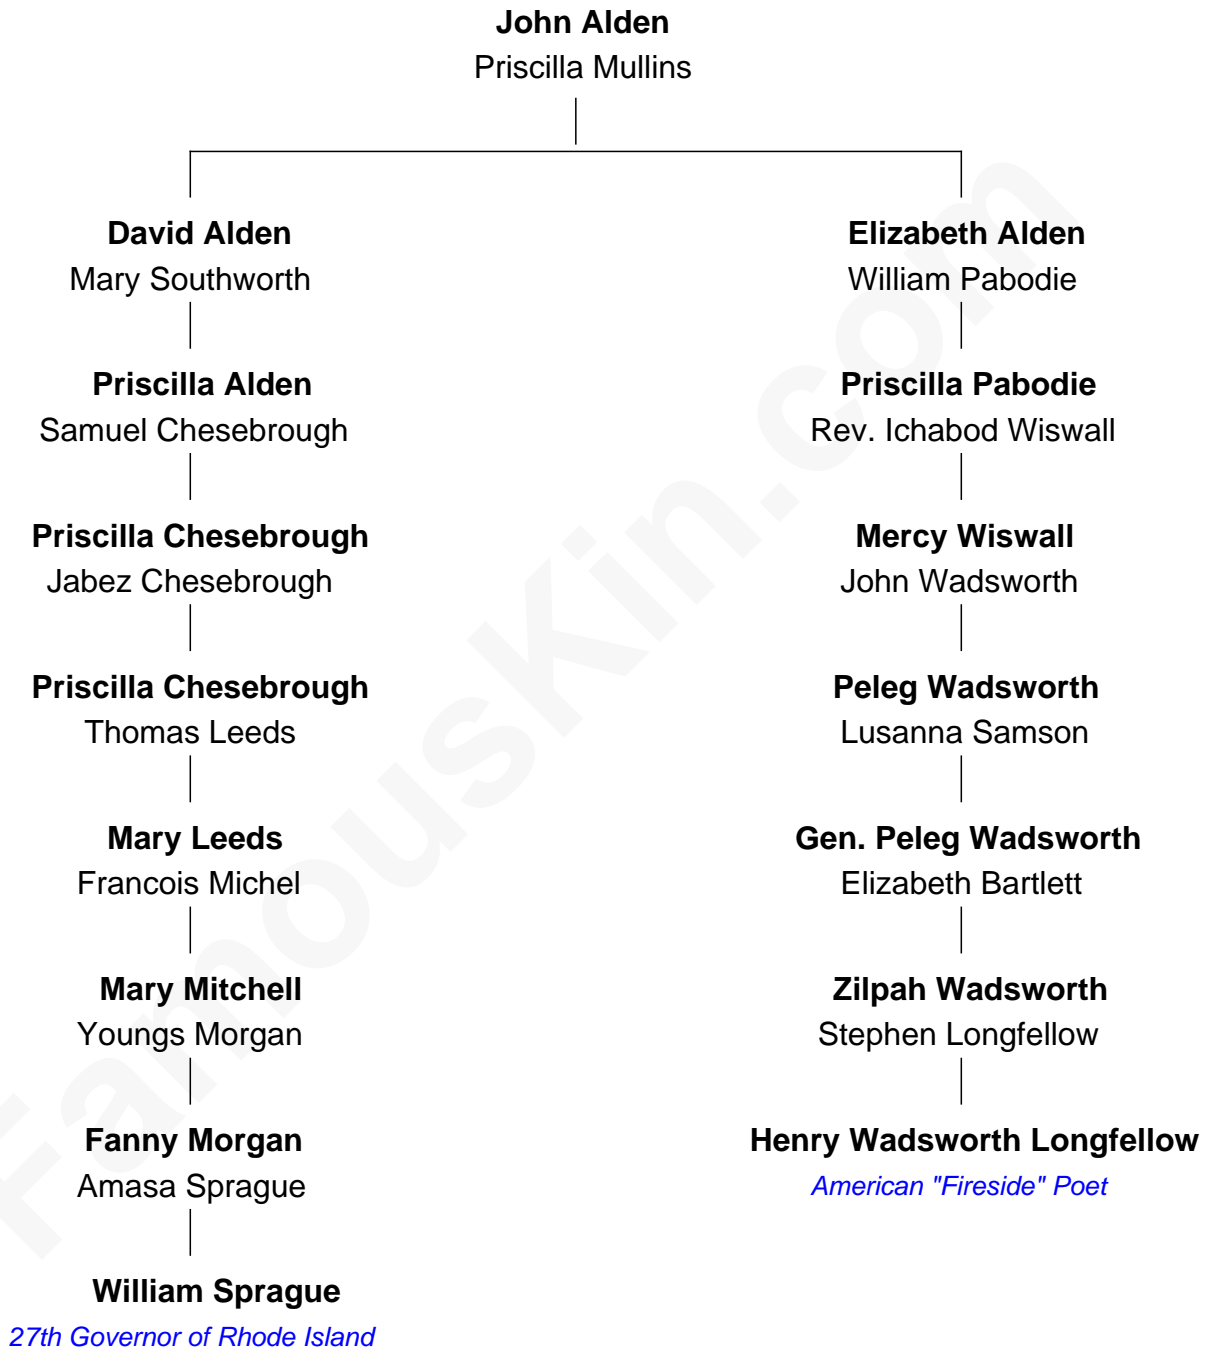 John Alden
Priscilla Mullins
David Alden
Mary Southworth
Priscilla Alden
Samuel Chesebrough
Priscilla Chesebrough
Jabez Chesebrough
Priscilla Chesebrough
Thomas Leeds
Mary Leeds
Francois Michel
Mary Mitchell
Youngs Morgan
Fanny Morgan
Amasa Sprague
William Sprague
27th Governor of Rhode Island
Elizabeth Alden
William Pabodie
Priscilla Pabodie
Rev. Ichabod Wiswall
Mercy Wiswall
John Wadsworth
Peleg Wadsworth
Lusanna Samson
Gen. Peleg Wadsworth
Elizabeth Bartlett
Zilpah Wadsworth
Stephen Longfellow
Henry Wadsworth Longfellow
American "Fireside" Poet
FamousKin.com